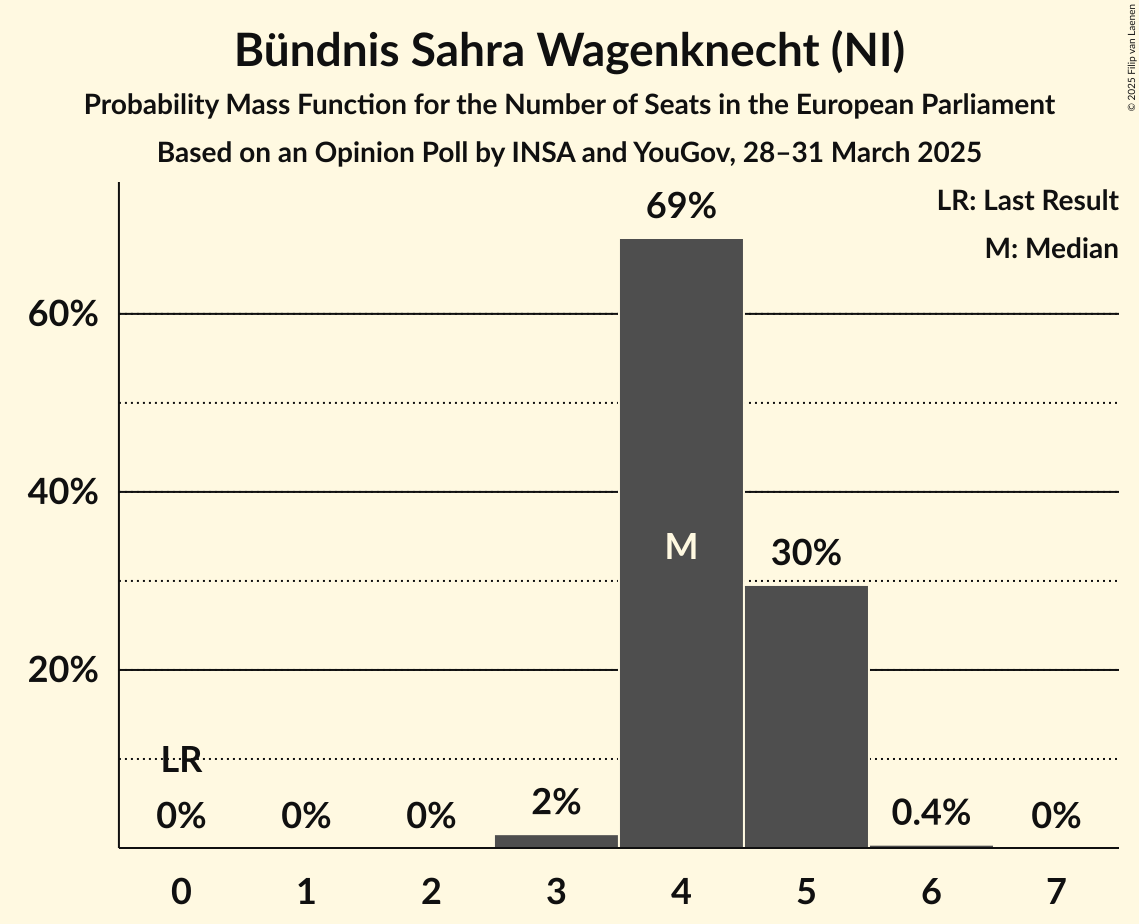 Bündnis Sahra Wagenknecht (NI)
Probability Mass Function for the Number of Seats in the European Parliament
Based on an Opinion Poll by INSA and YouGov, 28–31 March 2025
© 2025 Filip van Laenen
LR: Last Result
M: Median
69%
60%
40%
M
30%
20%
LR
0% 0% 0% 2% 0.4% 0%
0 1 2 3 4 5 6 7